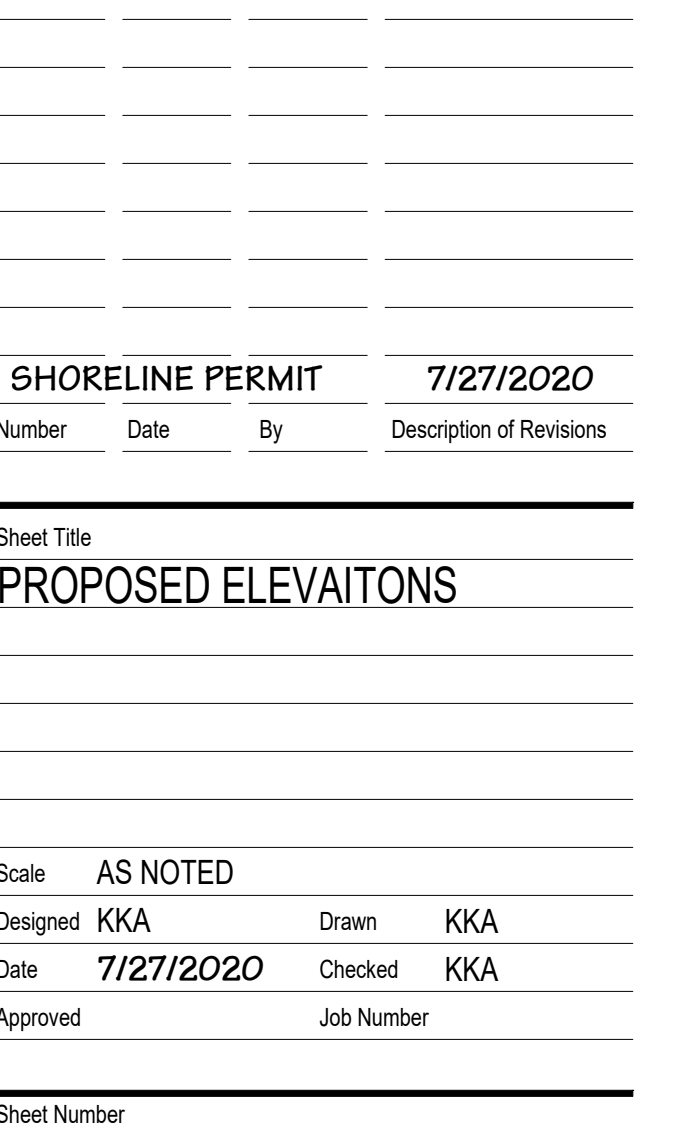 SHORELINE PERMIT 7/27/2020
Number Date By Description of Revisions
Sheet Title
PROPOSED ELEVAITONS
Scale AS NOTED
Designed KKA Drawn KKA
Date 7/27/2020 Checked KKA
Approved Job Number
Sheet Number